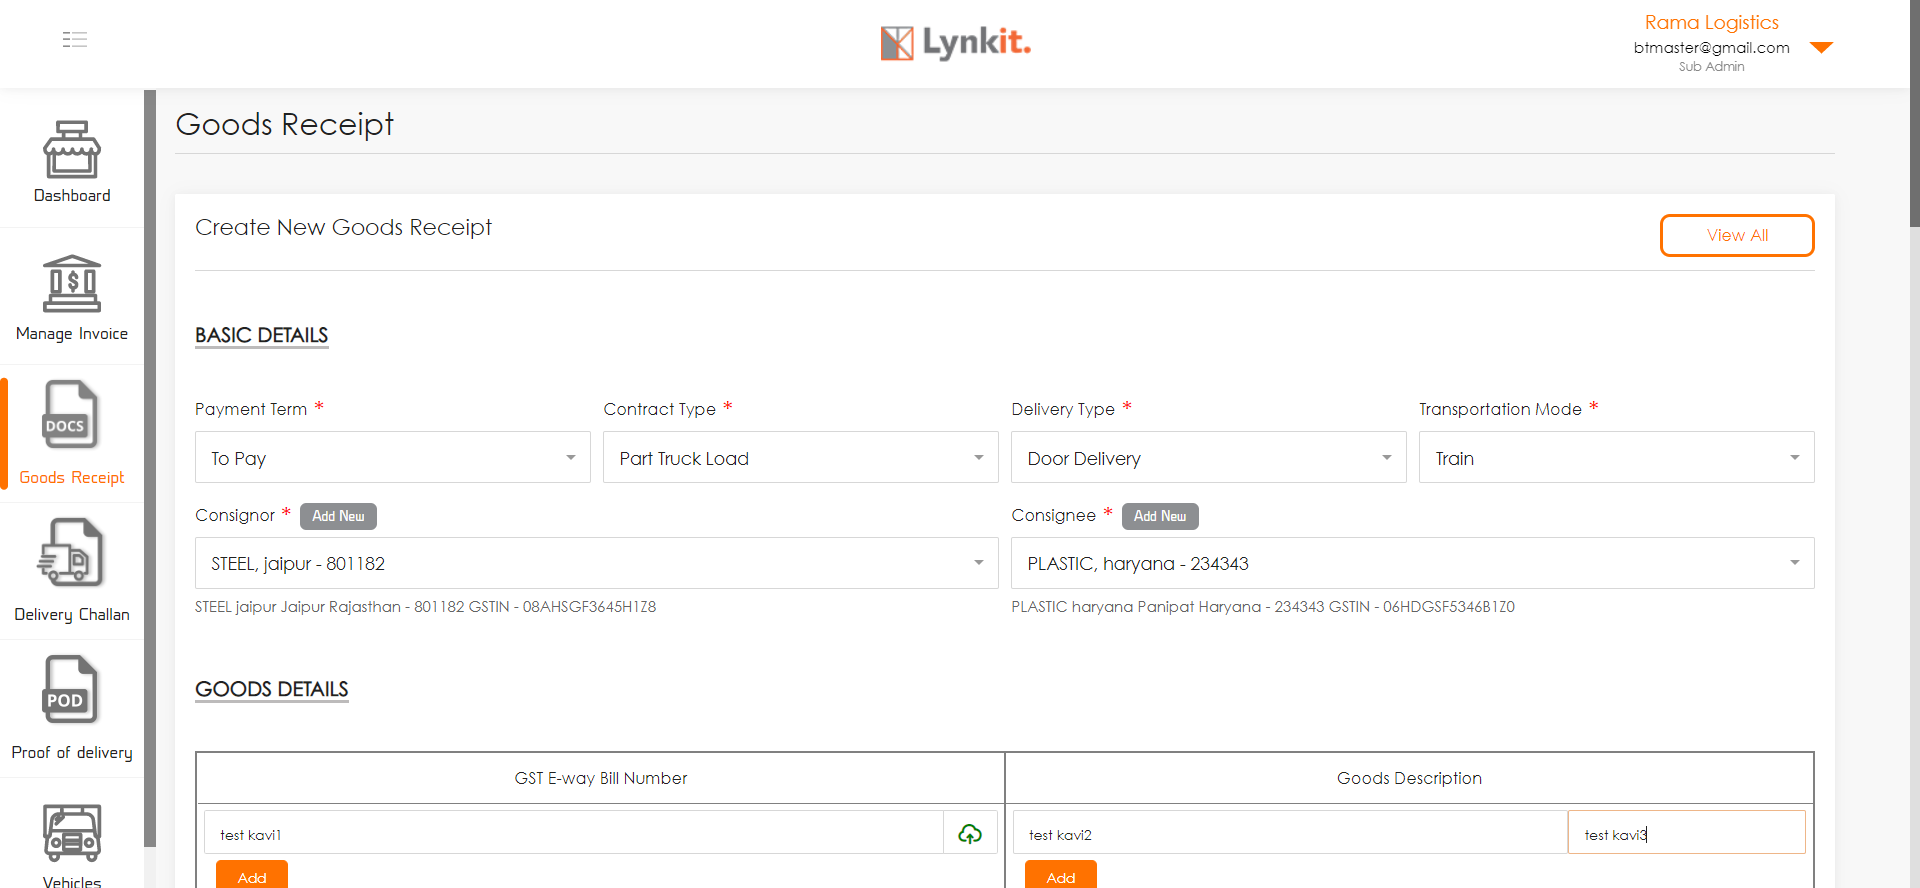 Lynkit.
Rama Logistics
btmaster@gmail.com
Sub Admin
Dashboard
Manage Invoice
DOCS
Goods Receipt
Delivery Challan
POD
Proof of delivery
Vehicles
Goods Receipt
Create New Goods Receipt
View All
BASIC DETAILS
Payment Term *
Contract Type *
Delivery Type *
Transportation Mode *
To Pay
Part Truck Load
Door Delivery
Train
Consignor * Add New
Consignee * Add New
STEEL, jaipur - 801182
PLASTIC, haryana - 234343
STEEL jaipur Jaipur Rajasthan - 801182 GSTIN - 08AHSGF3645H1Z8
PLASTIC haryana Panipat Haryana - 234343 GSTIN - 06HDGSF5346B1Z0
GOODS DETAILS
GST E-way Bill Number
Goods Description
test kavi1
test kavi2
test kavi3
Add
Add